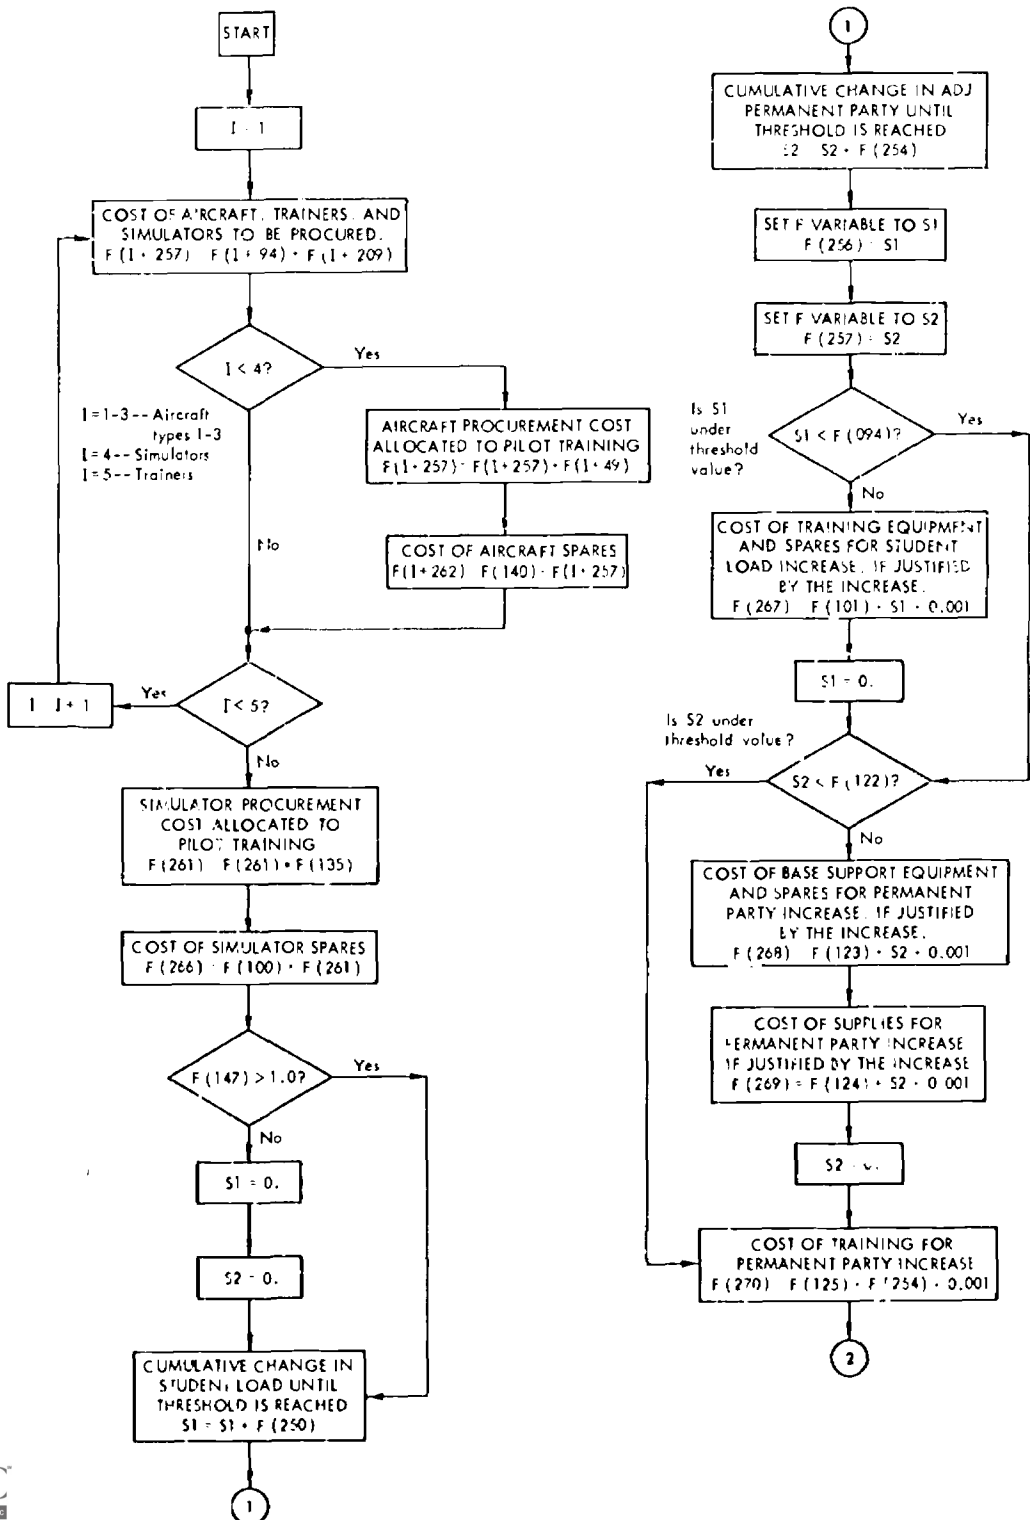 START
I = 1
COST OF AIRCRAFT, TRAINERS, AND
SIMULATORS TO BE PROCURED.
F (I + 257) F (I + 94) * F (I + 209)
I < 4?
Yes
I = 1-3-- Aircraft
types 1-3
I = 4-- Simulators
I = 5-- Trainers
No
AIRCRAFT PROCUREMENT COST
ALLOCATED TO PILOT TRAINING
F(I+257) = F(I+257) * F(I+49)
COST OF AIRCRAFT SPARES
F(I+262) F(140) * F(I+257)
I < 5?
Yes
I I + 1
No
SIMULATOR PROCUREMENT
COST ALLOCATED TO
PILOT TRAINING
F (261) F (261) * F (135)
COST OF SIMULATOR SPARES
F (266) = F (100) * F (261)
F (147) > 1.0?
Yes
No
S1 = 0.
S2 = 0.
CUMULATIVE CHANGE IN
STUDENT LOAD UNTIL
THRESHOLD IS REACHED
S1 = S1 + F (250)
1
1
CUMULATIVE CHANGE IN ADJ
PERMANENT PARTY UNTIL
THRESHOLD IS REACHED
S2 S2 + F (254)
SET F VARIABLE TO S1
F (256) = S1
SET F VARIABLE TO S2
F (257) = S2
Is S1
under
threshold
value?
S1 < F (094)?
Yes
No
COST OF TRAINING EQUIPMENT
AND SPARES FOR STUDENT
LOAD INCREASE, IF JUSTIFIED
BY THE INCREASE.
F (267) F (101) * S1 * 0.001
S1 = 0.
Is S2 under
threshold value?
S2 < F (122)?
Yes
No
COST OF BASE SUPPORT EQUIPMENT
AND SPARES FOR PERMANENT
PARTY INCREASE, IF JUSTIFIED
BY THE INCREASE.
F (268) F (123) * S2 * 0.001
COST OF SUPPLIES FOR
PERMANENT PARTY INCREASE
IF JUSTIFIED BY THE INCREASE
F (269) = F (124) * S2 * 0.001
S2 = 0.
COST OF TRAINING FOR
PERMANENT PARTY INCREASE
F (270) F (125) * F (254) * 0.001
2